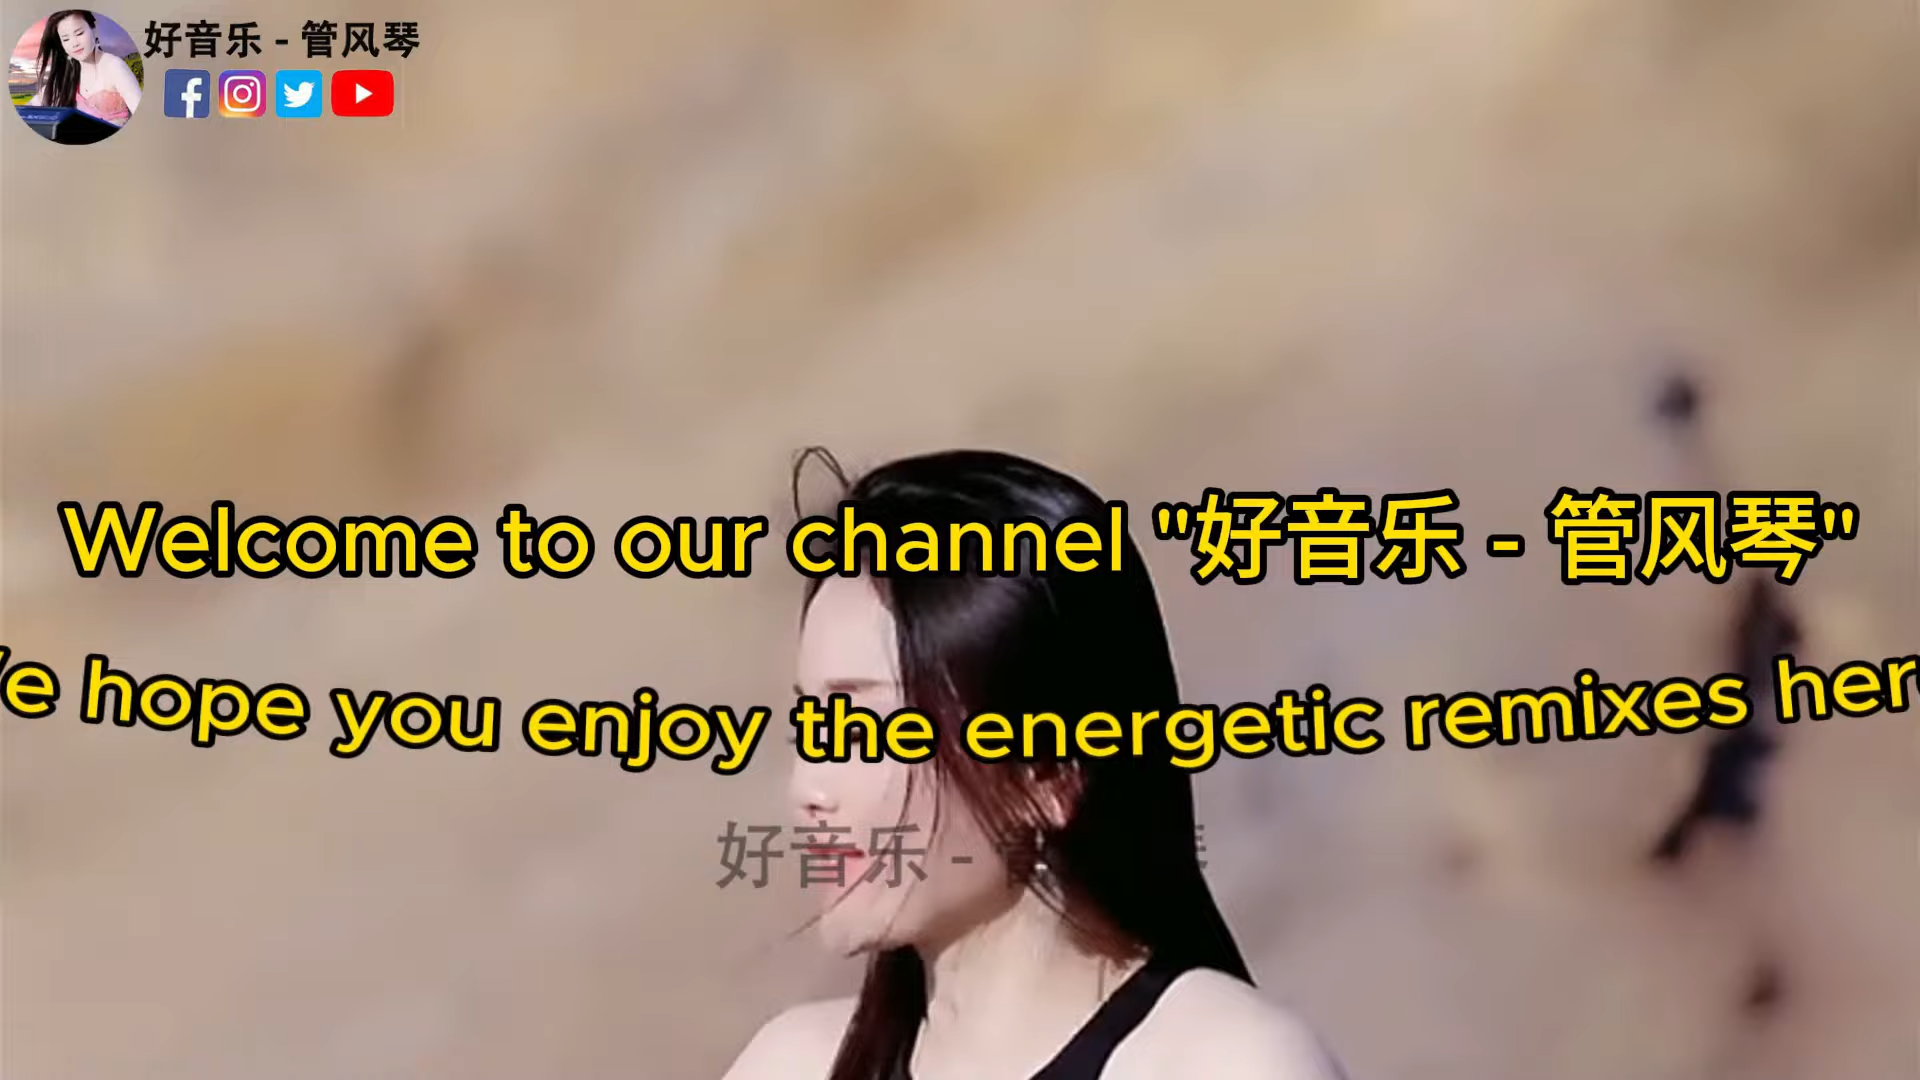 好音乐 - 管风琴
Welcome to our channel "好音乐 - 管风琴"
hope you enjoy the energetic remixes
好音乐 -